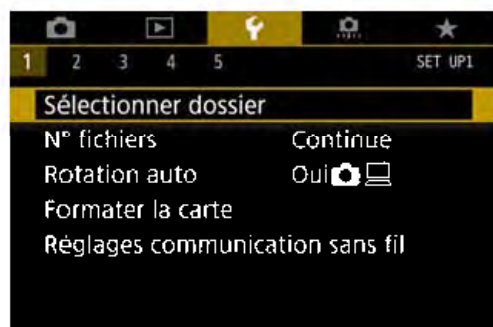 1 2 3 4 5 SET UP1
Sélectionner dossier
N° fichiers Continue
Rotation auto Oui
Formater la carte
Réglages communication sans fil